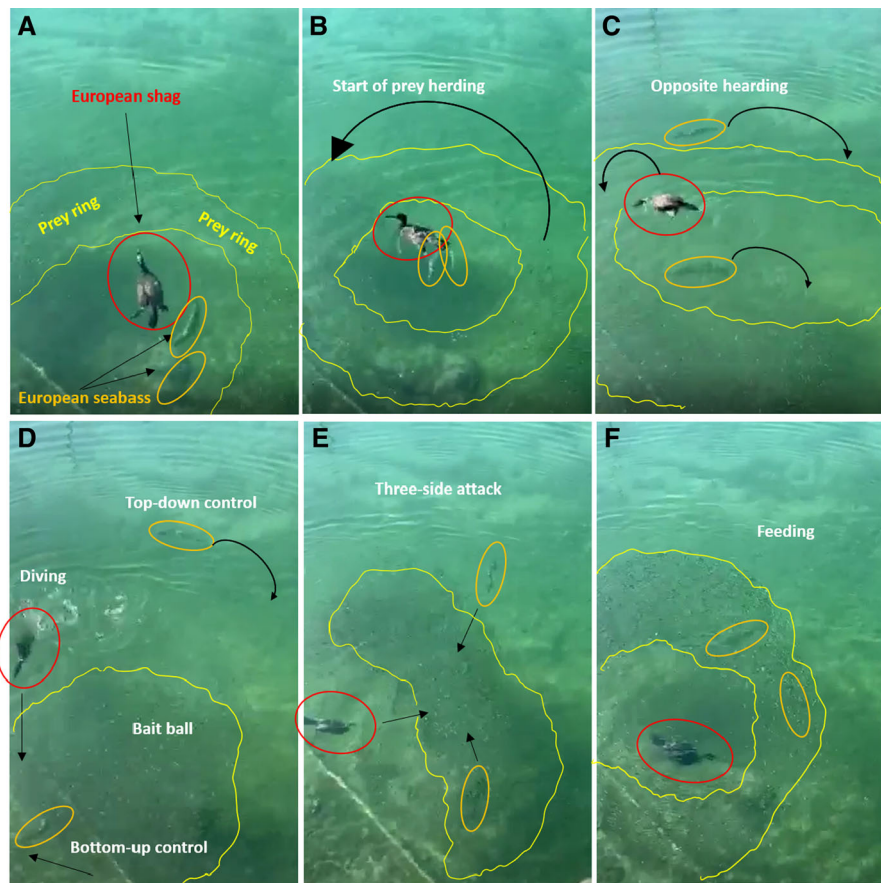 A
European shag
Prey ring
Prey ring
European seabass
B
Start of prey herding
C
Opposite hearding
D
Top-down control
Diving
Bait ball
Bottom-up control
E
Three-side attack
F
Feeding